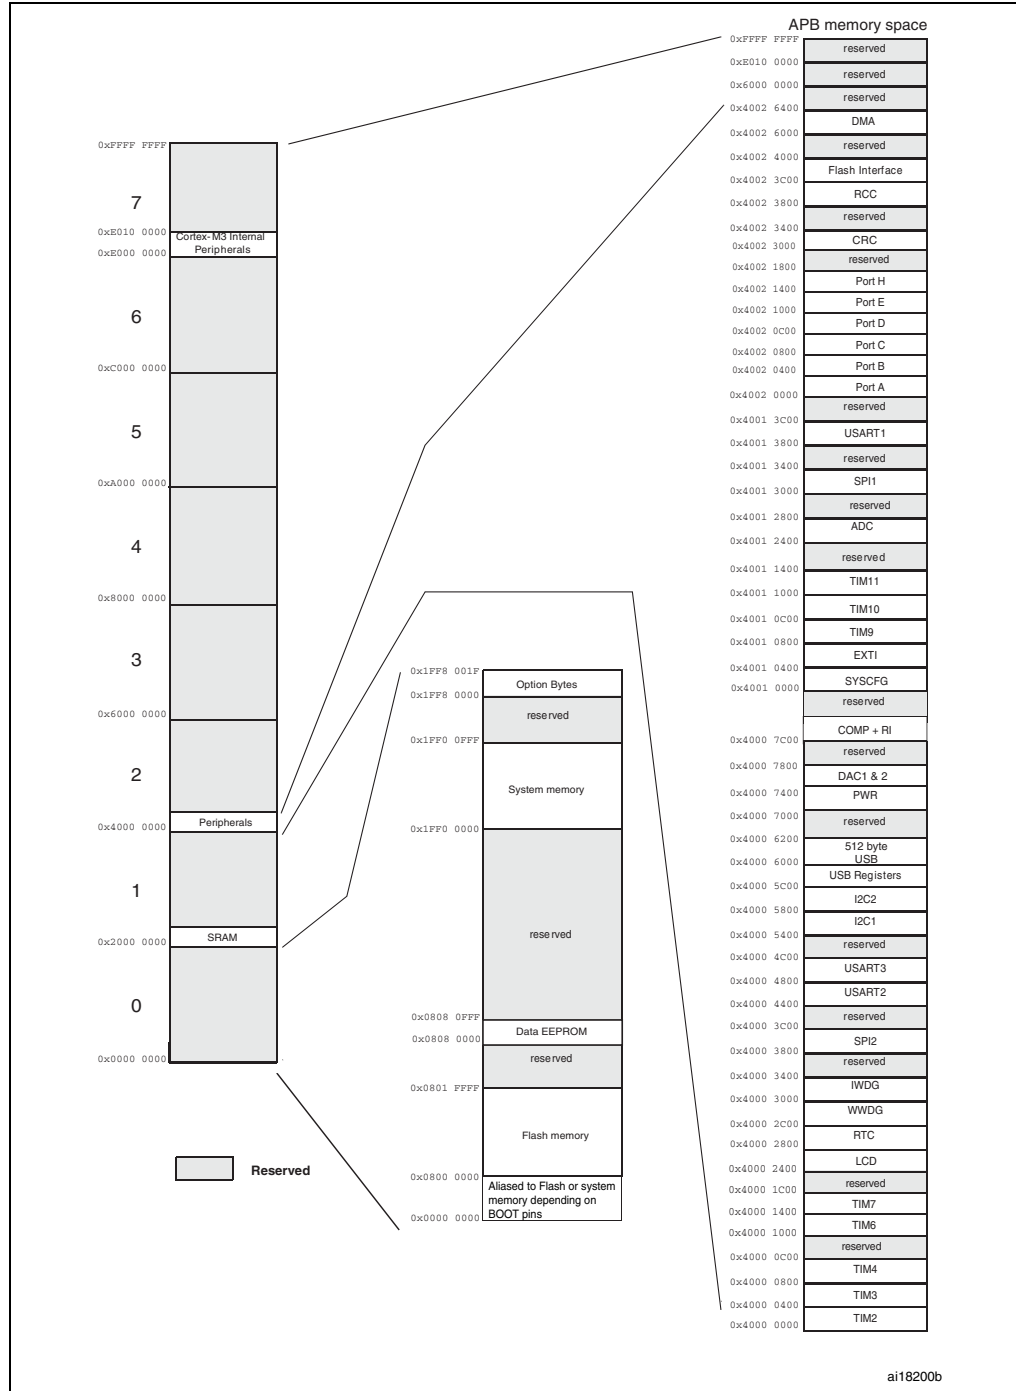 APB memory space
0xFFFF FFFF
reserved
0xE010 0000
reserved
0x6000 0000
reserved
0x4002 6400
DMA
0x4002 6000
reserved
0x4002 4000
Flash Interface
0x4002 3C00
RCC
0x4002 3800
reserved
0x4002 3400
CRC
0x4002 3000
reserved
0x4002 1800
Port H
0x4002 1400
Port E
0x4002 1000
Port D
0x4002 0C00
Port C
0x4002 0800
Port B
0x4002 0400
Port A
0x4002 0000
reserved
0x4001 3C00
USART1
0x4001 3800
reserved
0x4001 3400
SPI1
0x4001 3000
reserved
0x4001 2800
ADC
0x4001 2400
reserved
0x4001 1400
TIM11
0x4001 1000
TIM10
0x4001 0C00
TIM9
0x4001 0800
EXTI
0x4001 0400
SYSCFG
0x4001 0000
reserved
COMP + RI
0x4000 7C00
reserved
0x4000 7800
DAC1 & 2
0x4000 7400
PWR
0x4000 7000
reserved
0x4000 6200
512 byte
USB
0x4000 6000
USB Registers
0x4000 5C00
I2C2
0x4000 5800
I2C1
0x4000 5400
reserved
0x4000 4C00
USART3
0x4000 4800
USART2
0x4000 4400
reserved
0x4000 3C00
SPI2
0x4000 3800
reserved
0x4000 3400
IWDG
0x4000 3000
WWDG
0x4000 2C00
RTC
0x4000 2800
LCD
0x4000 2400
reserved
0x4000 1C00
TIM7
0x4000 1400
TIM6
0x4000 1000
reserved
0x4000 0C00
TIM4
0x4000 0800
TIM3
0x4000 0400
TIM2
0x4000 0000
0xFFFF FFFF
7
0xE010 0000
Cortex-M3 Internal
Peripherals
0xE000 0000
6
0xC000 0000
5
0xA000 0000
4
0x8000 0000
3
0x6000 0000
2
Peripherals
0x4000 0000
1
SRAM
0x2000 0000
0
0x0000 0000
Reserved
0x1FF8 001F
Option Bytes
0x1FF8 0000
reserved
0x1FF0 0FFF
System memory
0x1FF0 0000
reserved
0x0808 0FFF
Data EEPROM
0x0808 0000
reserved
0x0801 FFFF
Flash memory
0x0800 0000
Aliased to Flash or system
memory depending on
BOOT pins
0x0000 0000
ai18200b